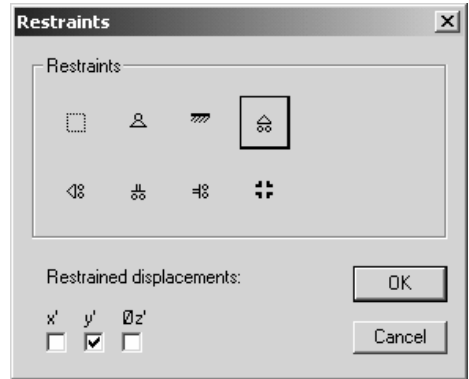 Restraints
Restraints
Restrained displacements:
x' y' Øz'
OK
Cancel